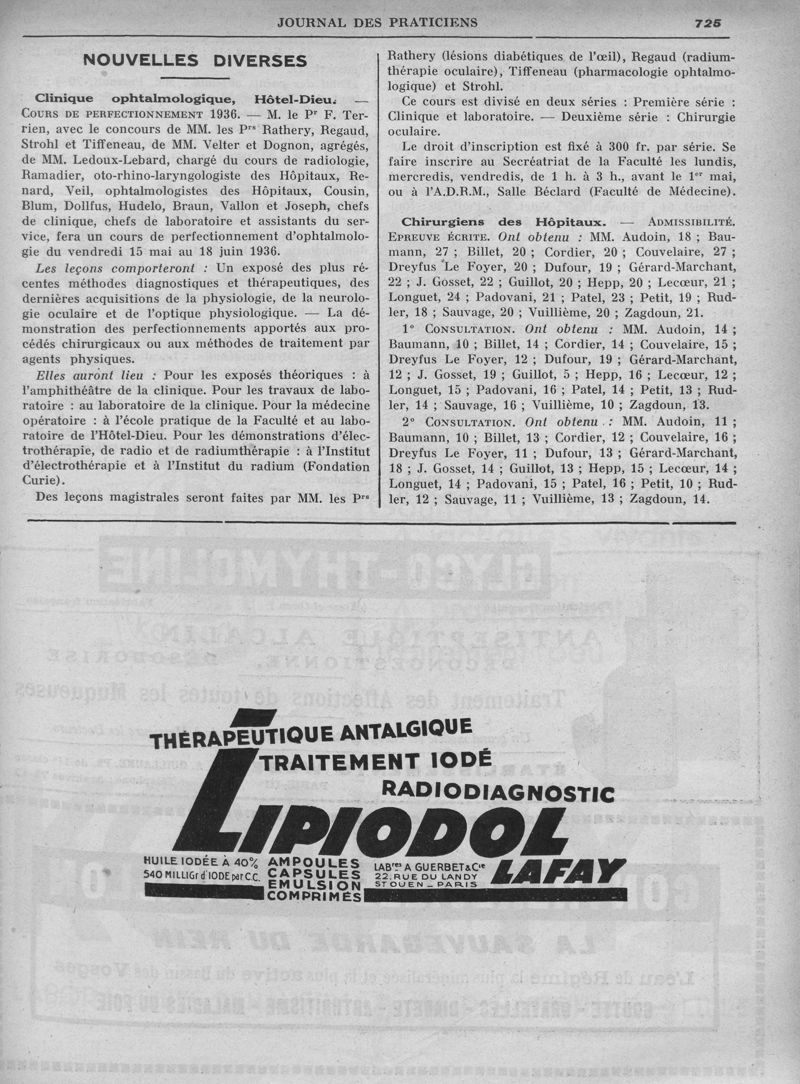 JOURNAL DES PRATICIENS 725
NOUVELLES DIVERSES
Clinique ophtalmologique, Hôtel-Dieu. —
COURS DE PERFECTIONNEMENT 1936. — M. le Pr F. Ter-
rien, avec le concours de MM. les Prs Rathery, Regaud,
Strohl et Tiffeneau, de MM. Velter et Dognon, agrégés,
de MM. Ledoux-Lebard, chargé du cours de radiologie,
Ramadier, oto-rhino-laryngologiste des Hôpitaux, Re-
nard, Veil, ophtalmologistes des Hôpitaux, Cousin,
Blum, Dollfus, Hudelo, Braun, Vallon et Joseph, chefs
de clinique, chefs de laboratoire et assistants du ser-
vice, fera un cours de perfectionnement d'ophtalmolo-
gie du vendredi 15 mai au 18 juin 1936.
Les leçons comporteront : Un exposé des plus ré-
centes méthodes diagnostiques et thérapeutiques, des
dernières acquisitions de la physiologie, de la neurolo-
gie oculaire et de l'optique physiologique. — La dé-
monstration des perfectionnements apportés aux pro-
cédés chirurgicaux ou aux méthodes de traitement par
agents physiques.
Elles auront lieu : Pour les exposés théoriques : à
l'amphithéâtre de la clinique. Pour les travaux de labo-
ratoire : au laboratoire de la clinique. Pour la médecine
opératoire : à l'école pratique de la Faculté et au labo-
ratoire de l'Hôtel-Dieu. Pour les démonstrations d'élec-
trothérapie, de radio et de radiumthérapie : à l'Institut
d'électrothérapie et à l'Institut du radium (Fondation
Curie).
Des leçons magistrales seront faites par MM. les Prs
Rathery (lésions diabétiques de l'œil), Regaud (radium-
thérapie oculaire), Tiffeneau (pharmacologie ophtalmo-
logique) et Strohl.
Ce cours est divisé en deux séries : Première série :
Clinique et laboratoire. — Deuxième série : Chirurgie
oculaire.
Le droit d'inscription est fixé à 300 fr. par série. Se
faire inscrire au Secréatriat de la Faculté les lundis,
mercredis, vendredis, de 1 h. à 3 h., avant le 1er mai,
ou à l'A.D.R.M., Salle Béclard (Faculté de Médecine).
Chirurgiens des Hôpitaux. — ADMISSIBILITÉ.
EPREUVE ÉCRITE. Ont obtenu : MM. Audoin, 18 ; Bau-
mann, 27 ; Billet, 20 ; Cordier, 20 ; Couvelaire, 27 ;
Dreyfus Le Foyer, 20 ; Dufour, 19 ; Gérard-Marchant,
22 ; J. Gosset, 22 ; Guillot, 20 ; Hepp, 20 ; Lecœur, 21 ;
Longuet, 24 ; Padovani, 21 ; Patel, 23 ; Petit, 19 ; Rud-
ler, 18 ; Sauvage, 20 ; Vuillième, 20 ; Zagdoun, 21.
1° CONSULTATION. Ont obtenu : MM. Audoin, 14 ;
Baumann, 10 ; Billet, 14 ; Cordier, 14 ; Couvelaire, 15 ;
Dreyfus Le Foyer, 12 ; Dufour, 19 ; Gérard-Marchant,
12 ; J. Gosset, 19 ; Guillot, 5 ; Hepp, 16 ; Lecœur, 12 ;
Longuet, 15 ; Padovani, 16 ; Patel, 14 ; Petit, 13 ; Rud-
ler, 14 ; Sauvage, 16 ; Vuillième, 10 ; Zagdoun, 13.
2° CONSULTATION. Ont obtenu : MM. Audoin, 11 ;
Baumann, 10 ; Billet, 13 ; Cordier, 12 ; Couvelaire, 16 ;
Dreyfus Le Foyer, 11 ; Dufour, 13 ; Gérard-Marchant,
18 ; J. Gosset, 14 ; Guillot, 13 ; Hepp, 15 ; Lecœur, 14 ;
Longuet, 14 ; Padovani, 15 ; Patel, 16 ; Petit, 10 ; Rud-
ler, 12 ; Sauvage, 11 ; Vuillième, 13 ; Zagdoun, 14.
THÉRAPEUTIQUE ANTALGIQUE
TRAITEMENT IODÉ
RADIODIAGNOSTIC
LIPIODOL
LAFAY
HUILE IODÉE À 40%
540 MILLIGr d'IODE par C.C.
AMPOULES
CAPSULES
EMULSION
COMPRIMÉS
LABres A GUERBET & Cie
22. RUE DU LANDY
ST OUEN _ PARIS